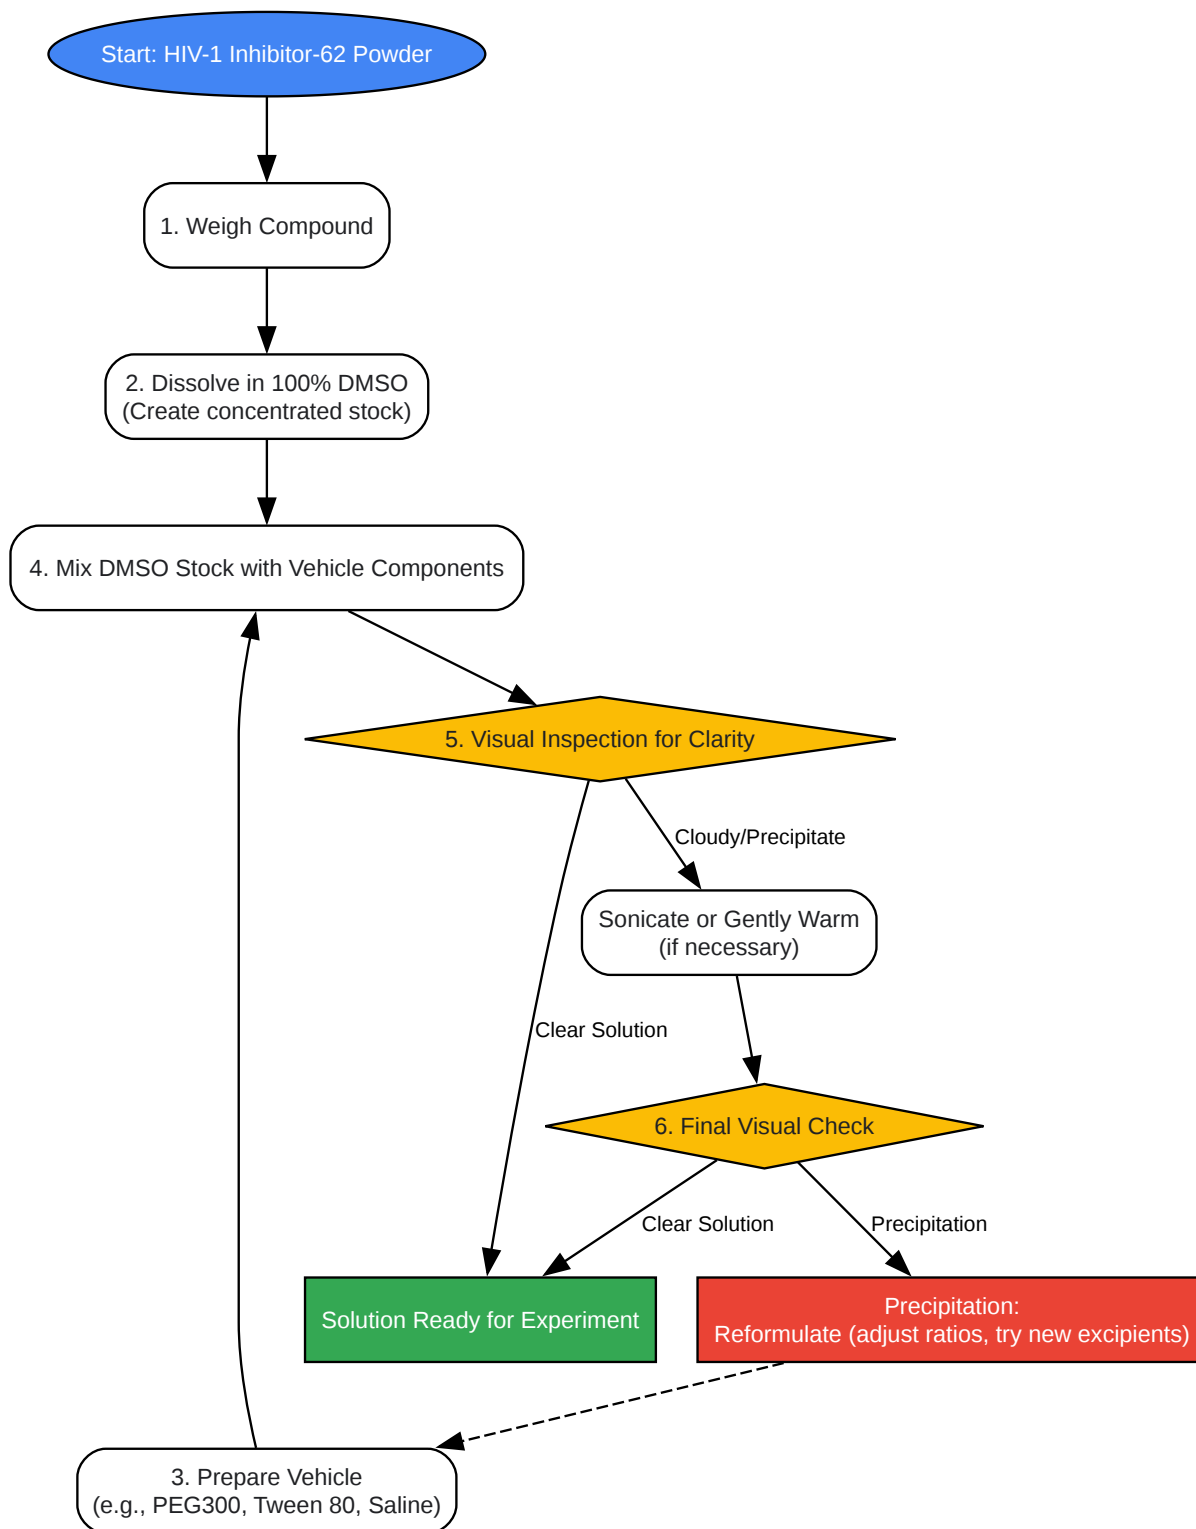 Start: HIV-1 Inhibitor-62 Powder
1. Weigh Compound
2. Dissolve in 100% DMSO
(Create concentrated stock)
4. Mix DMSO Stock with Vehicle Components
5. Visual Inspection for Clarity
Cloudy/Precipitate
Sonicate or Gently Warm
(if necessary)
Clear Solution
6. Final Visual Check
Clear Solution
Precipitation
Solution Ready for Experiment
Precipitation:
Reformulate (adjust ratios, try new excipients)
3. Prepare Vehicle
(e.g., PEG300, Tween 80, Saline)